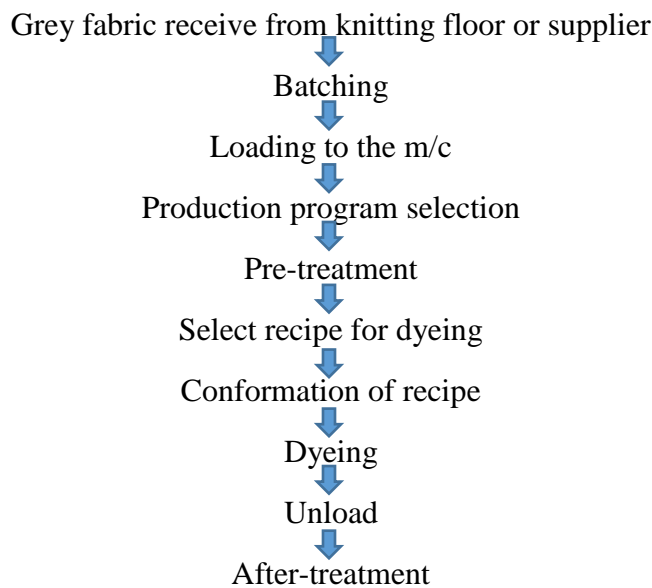 Grey fabric receive from knitting floor or supplier
Batching
Loading to the m/c
Production program selection
Pre-treatment
Select recipe for dyeing
Conformation of recipe
Dyeing
Unload
After-treatment